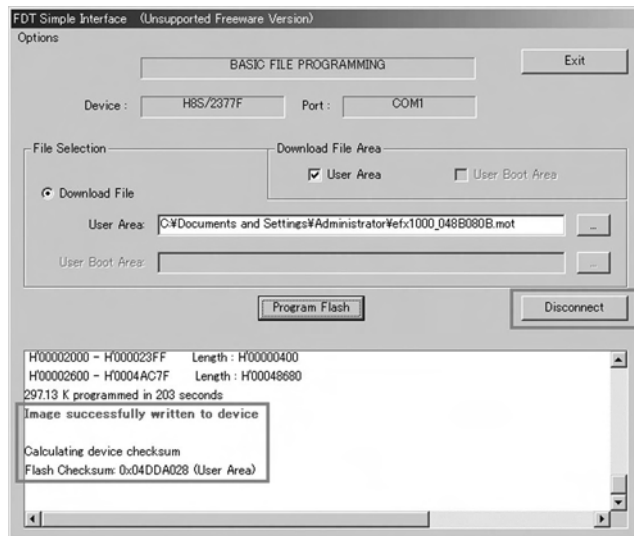 FDT Simple Interface (Unsupported Freeware Version)
Options
BASIC FILE PROGRAMMING
Exit
Device : H8S/2377F Port : COM1
File Selection
Download File Area
User Area User Boot Area
Download File
User Area: C:¥Documents and Settings¥Administrator¥efx1000_048B080B.mot ...
User Boot Area: ...
Program Flash Disconnect
H'00002000 - H'000023FF Length : H'00000400
H'00002600 - H'0004AC7F Length : H'00048680
297.13 K programmed in 203 seconds
Image successfully written to device
Calculating device checksum
Flash Checksum: 0x04DDA028 (User Area)